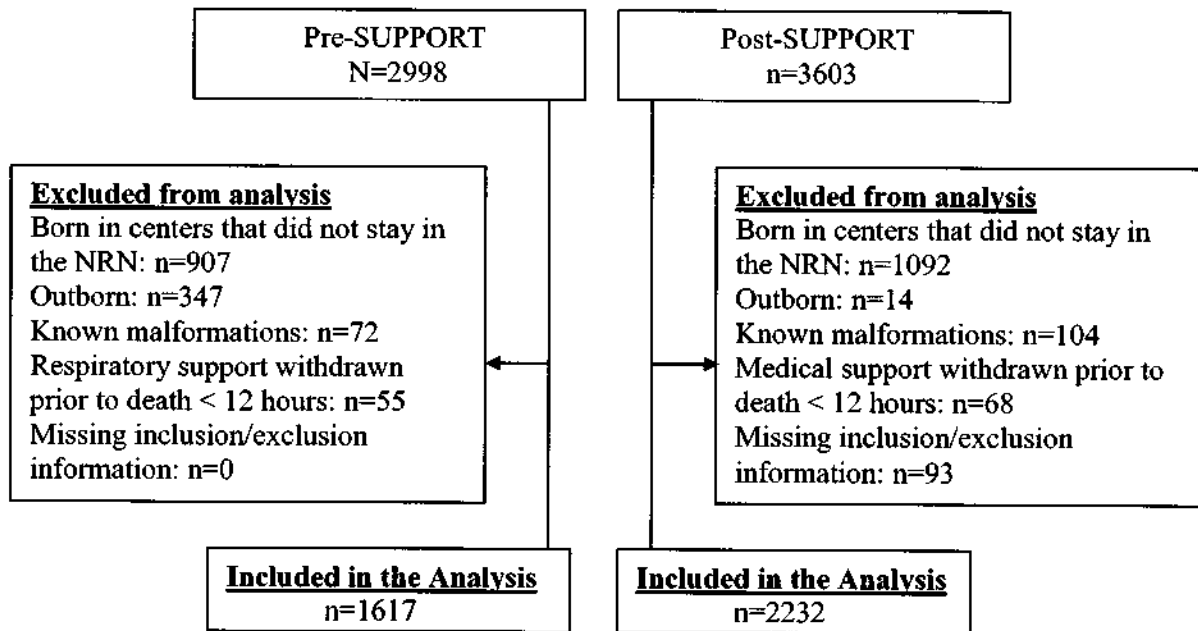 Pre-SUPPORT
N=2998
Post-SUPPORT
n=3603
Excluded from analysis
Born in centers that did not stay in
the NRN: n=907
Outborn: n=347
Known malformations: n=72
Respiratory support withdrawn
prior to death < 12 hours: n=55
Missing inclusion/exclusion
information: n=0
Excluded from analysis
Born in centers that did not stay in
the NRN: n=1092
Outborn: n=14
Known malformations: n=104
Medical support withdrawn prior to
death < 12 hours: n=68
Missing inclusion/exclusion
information: n=93
Included in the Analysis
n=1617
Included in the Analysis
n=2232